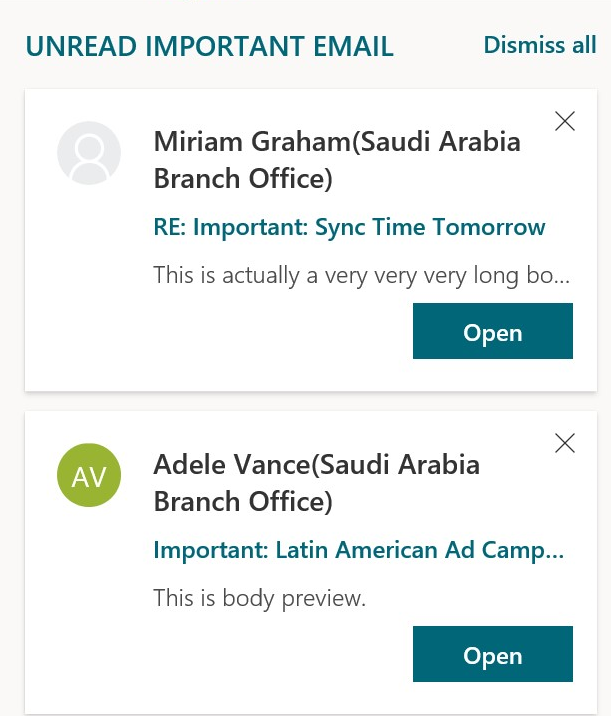 UNREAD IMPORTANT EMAIL
Dismiss all
Miriam Graham(Saudi Arabia
Branch Office)
RE: Important: Sync Time Tomorrow
This is actually a very very very long bo...
Open
AV
Adele Vance(Saudi Arabia
Branch Office)
Important: Latin American Ad Camp...
This is body preview.
Open